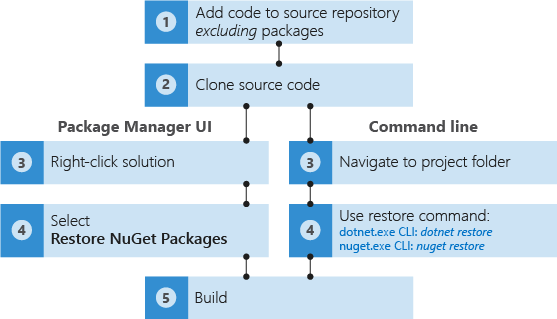 1
Add code to source repository
excluding packages
2
Clone source code
Package Manager UI
3
Right-click solution
4
Select
Restore NuGet Packages
Command line
3
Navigate to project folder
4
Use restore command:
dotnet.exe CLI: dotnet restore
nuget.exe CLI: nuget restore
5
Build